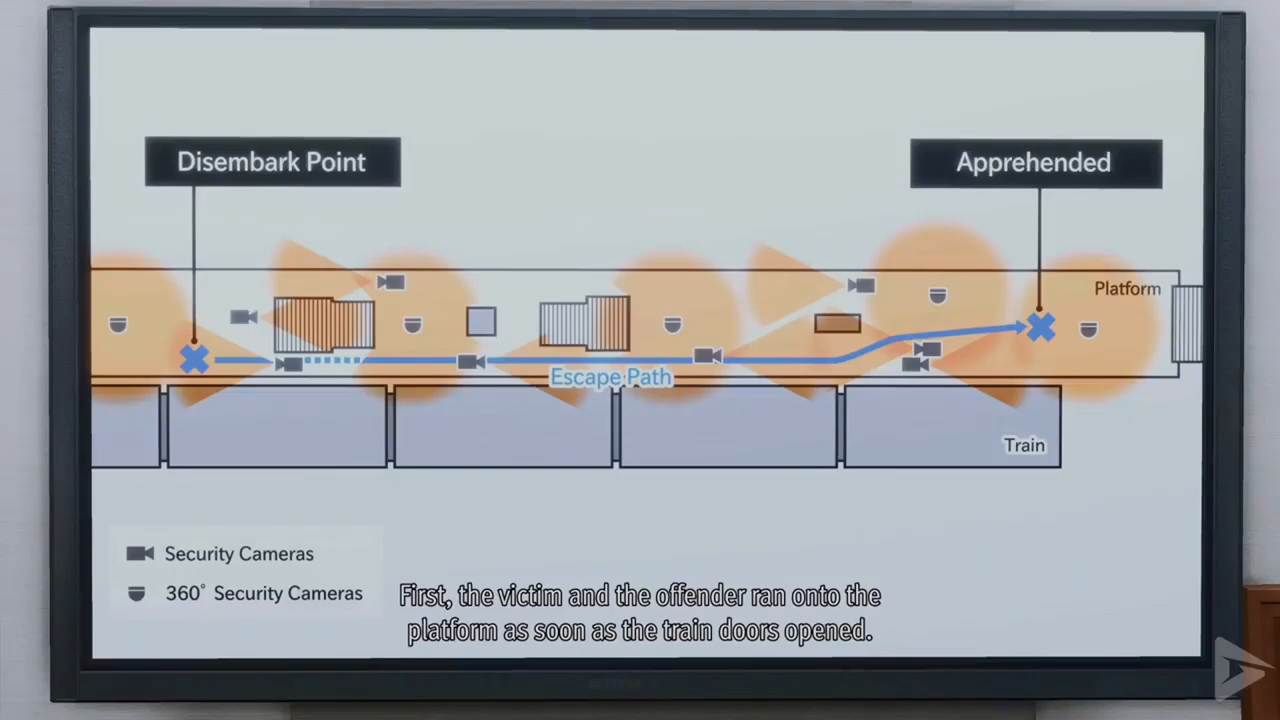 Disembark Point
Apprehended
Platform
Escape Path
Train
Security Cameras
360° Security Cameras
First, the victim and the offender ran onto the
platform as soon as the train doors opened.